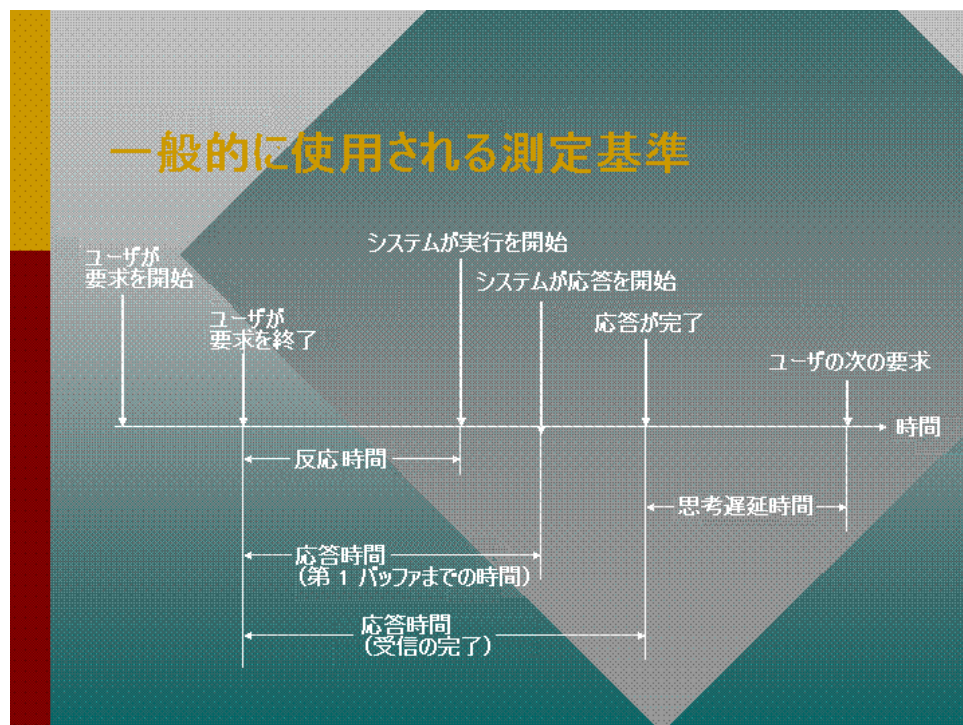 一般的に使用される測定基準
システムが実行を開始
ユーザが
要求を開始
システムが応答を開始
ユーザが
要求を終了
応答が完了
ユーザの次の要求
時間
反応時間
思考遅延時間
応答時間
(第 1 バッファまでの時間)
応答時間
(受信の完了)